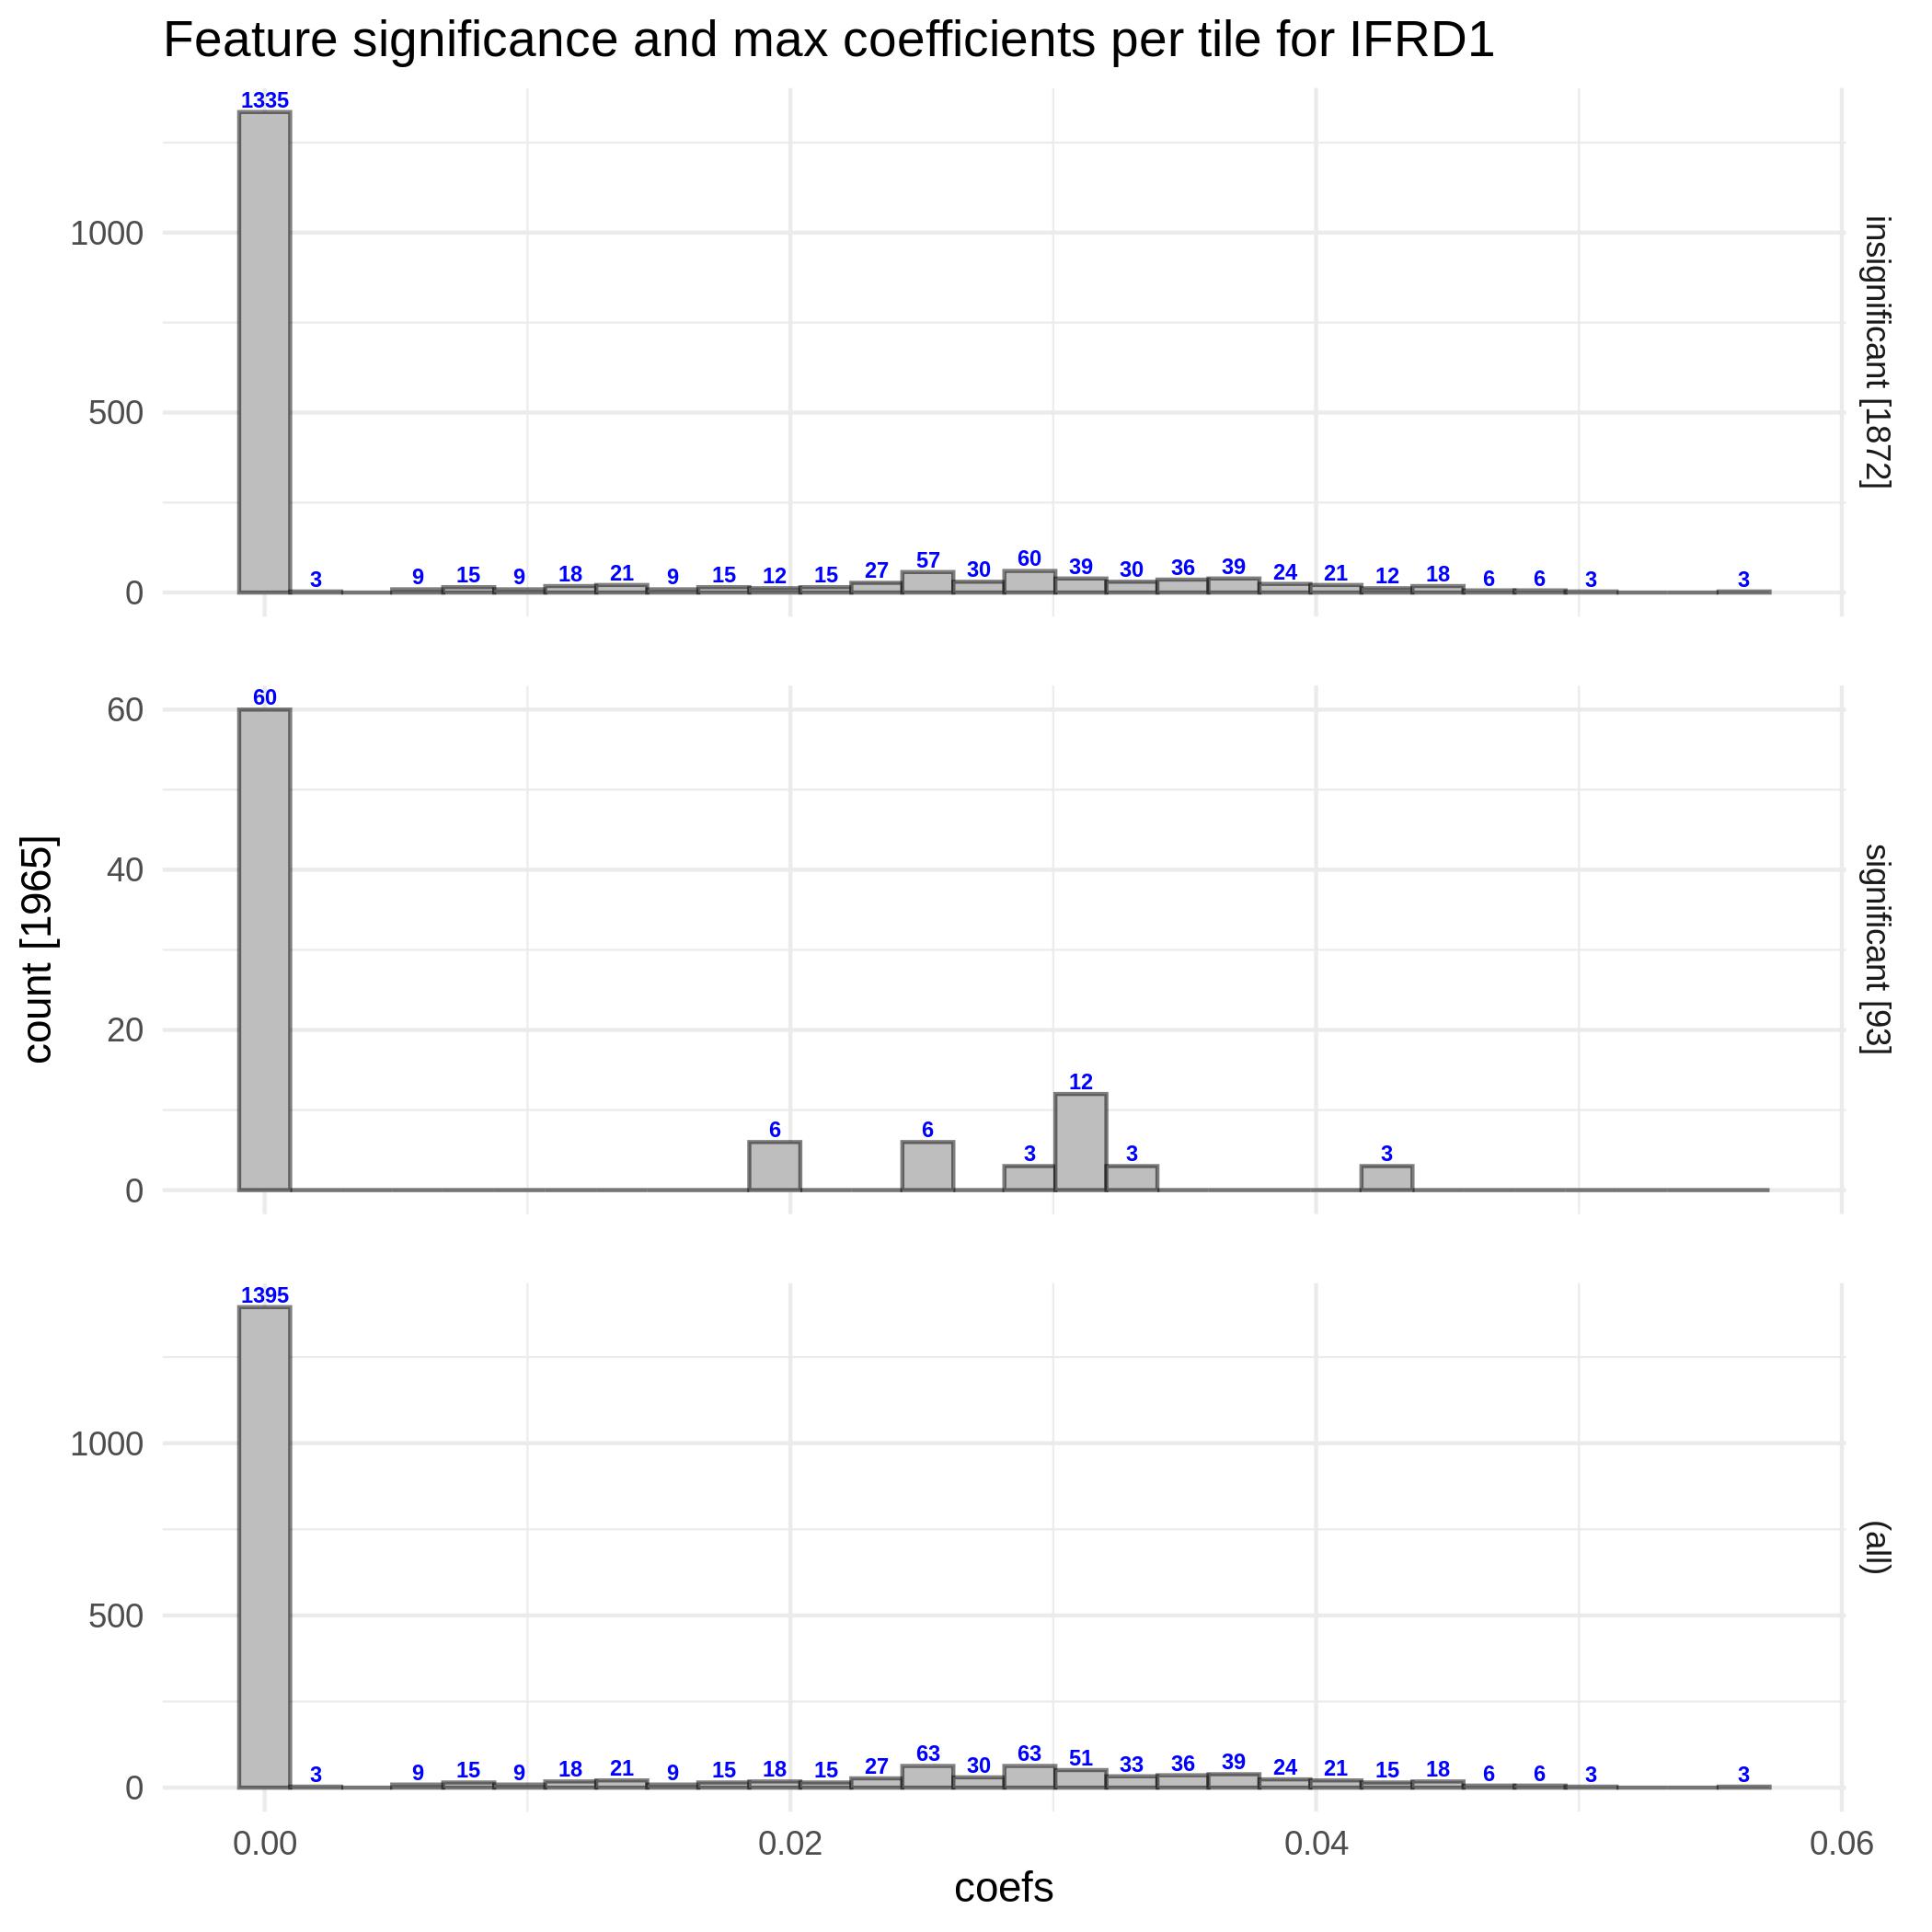 Feature significance and max coefficients per tile for IFRD1
count [1965]
1335
1000
500
0
3 9 15 9 18 21 9 15 12 15 27 57 30 60 39 30 36 39 24 21 12 18 6 6 3 3
insignificant [1872]
60
60
40
20
0
6 6 3 12 3 3
significant [93]
1395
1000
500
0
3 9 15 9 18 21 9 15 18 15 27 63 30 63 51 33 36 39 24 21 15 18 6 6 3 3
(all)
0.00 0.02 0.04 0.06
coefs